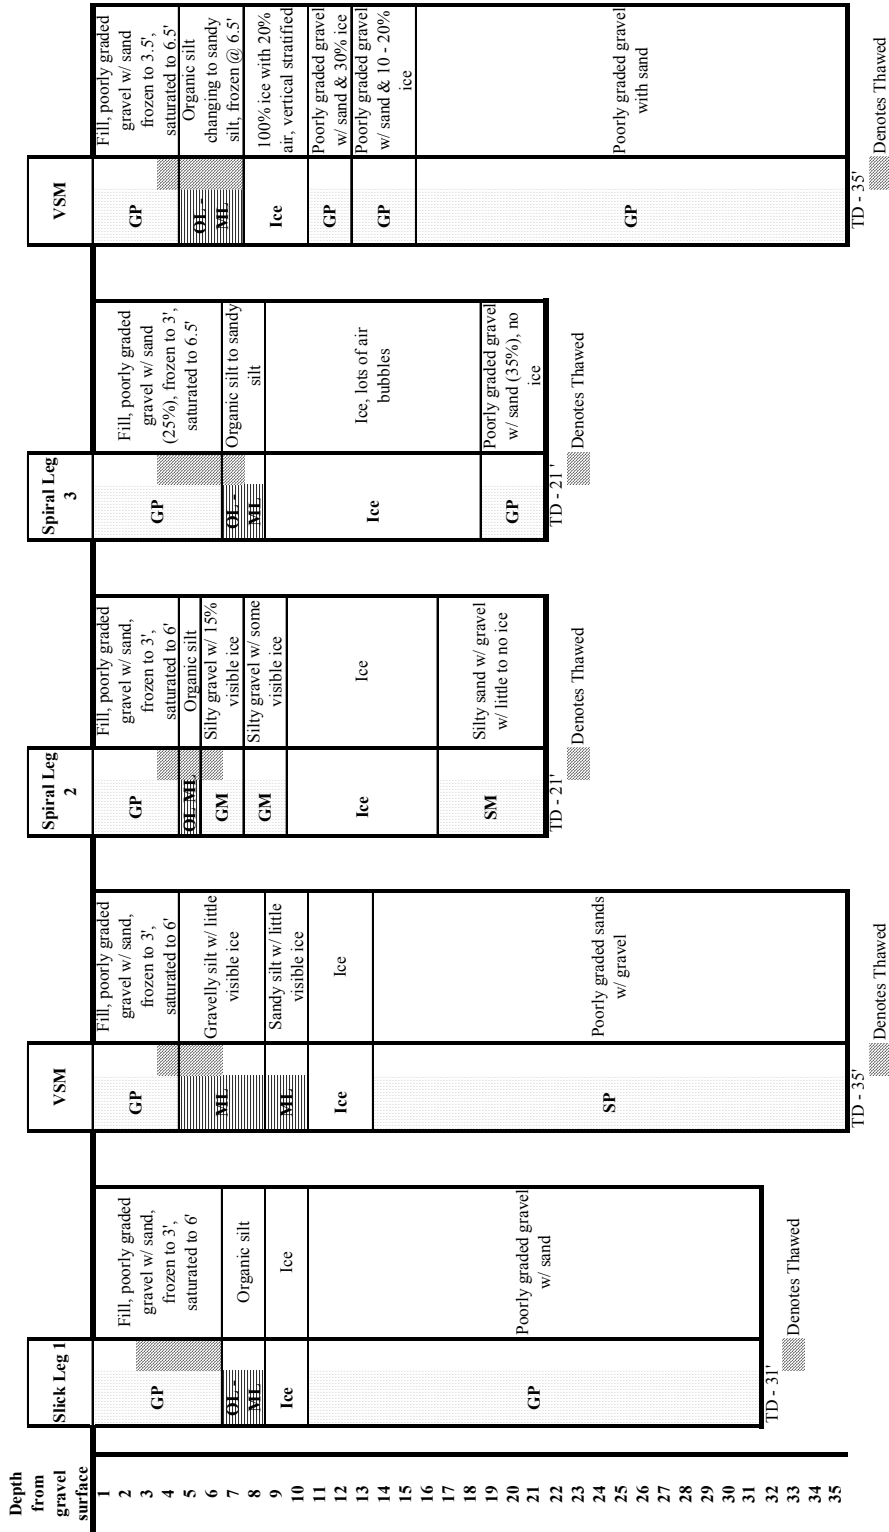 Depth
from
gravel
surface
1
2
3
4
5
6
7
8
9
10
11
12
13
14
15
16
17
18
19
20
21
22
23
24
25
26
27
28
29
30
31
32
33
34
35
Slick Leg 1
GP
Fill, poorly graded
gravel w/ sand,
frozen to 3',
saturated to 6'
OL -
ML
Organic silt
Ice
Ice
GP
Poorly graded gravel
w/ sand
TD - 31'
Denotes Thawed
VSM
GP
Fill, poorly graded
gravel w/ sand,
frozen to 3',
saturated to 6'
ML
Gravelly silt w/ little
visible ice
ML
Sandy silt w/ little
visible ice
Ice
Ice
SP
Poorly graded sands
w/ gravel
TD - 35'
Denotes Thawed
Spiral Leg
2
GP
Fill, poorly graded
gravel w/ sand,
frozen to 3',
saturated to 6'
OL ML
Organic silt
GM
Silty gravel w/ 15%
visible ice
GM
Silty gravel w/ some
visible ice
Ice
Ice
SM
Silty sand w/ gravel
w/ little to no ice
TD - 21'
Denotes Thawed
Spiral Leg
3
GP
Fill, poorly graded
gravel w/ sand
(25%), frozen to 3',
saturated to 6.5'
OL -
ML
Organic silt to sandy
silt
Ice
Ice, lots of air
bubbles
GP
Poorly graded gravel
w/ sand (35%), no
ice
TD - 21'
Denotes Thawed
VSM
GP
Fill, poorly graded
gravel w/ sand
frozen to 3.5',
saturated to 6.5'
OL -
ML
Organic silt
changing to sandy
silt, frozen @ 6.5'
Ice
100% ice with 20%
air, vertical stratified
GP
Poorly graded gravel
w/ sand & 30% ice
GP
Poorly graded gravel
w/ sand & 10 - 20%
ice
GP
Poorly graded gravel
with sand
TD - 35'
Denotes Thawed